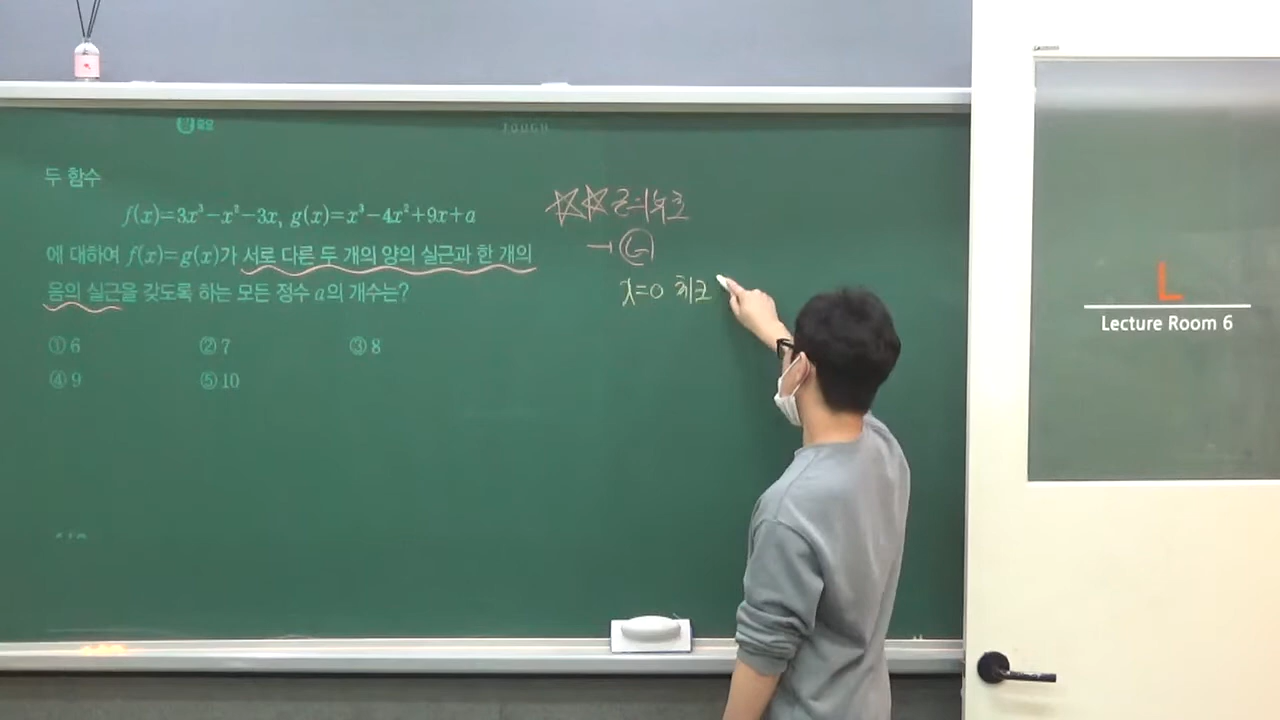 중요
TOUGH
두 함수
f(x)=3x³−x²−3x, g(x)=x³−4x²+9x+a
에 대하여 f(x)=g(x)가 서로 다른 두 개의 양의 실근과 한 개의
음의 실근을 갖도록 하는 모든 정수 a의 개수는?
① 6 ② 7 ③ 8
④ 9 ⑤ 10
☆☆ 근의 부호
→
x=0 체크
L
Lecture Room 6